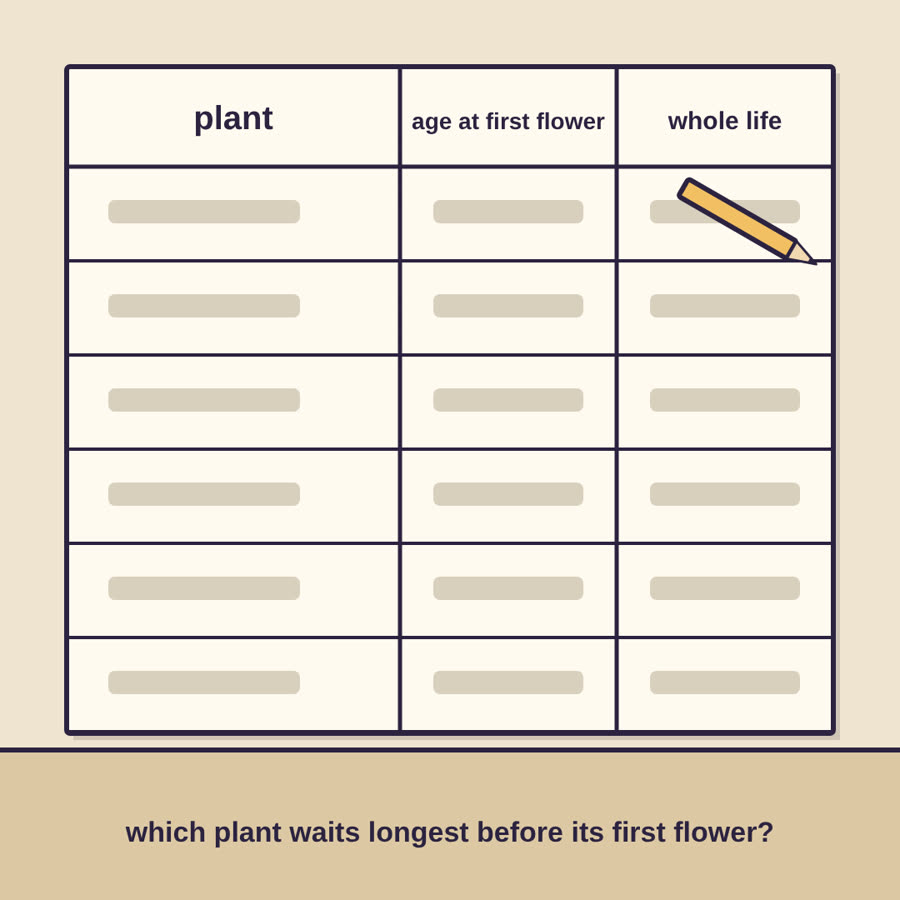 plant
age at first flower
whole life
which plant waits longest before its first flower?